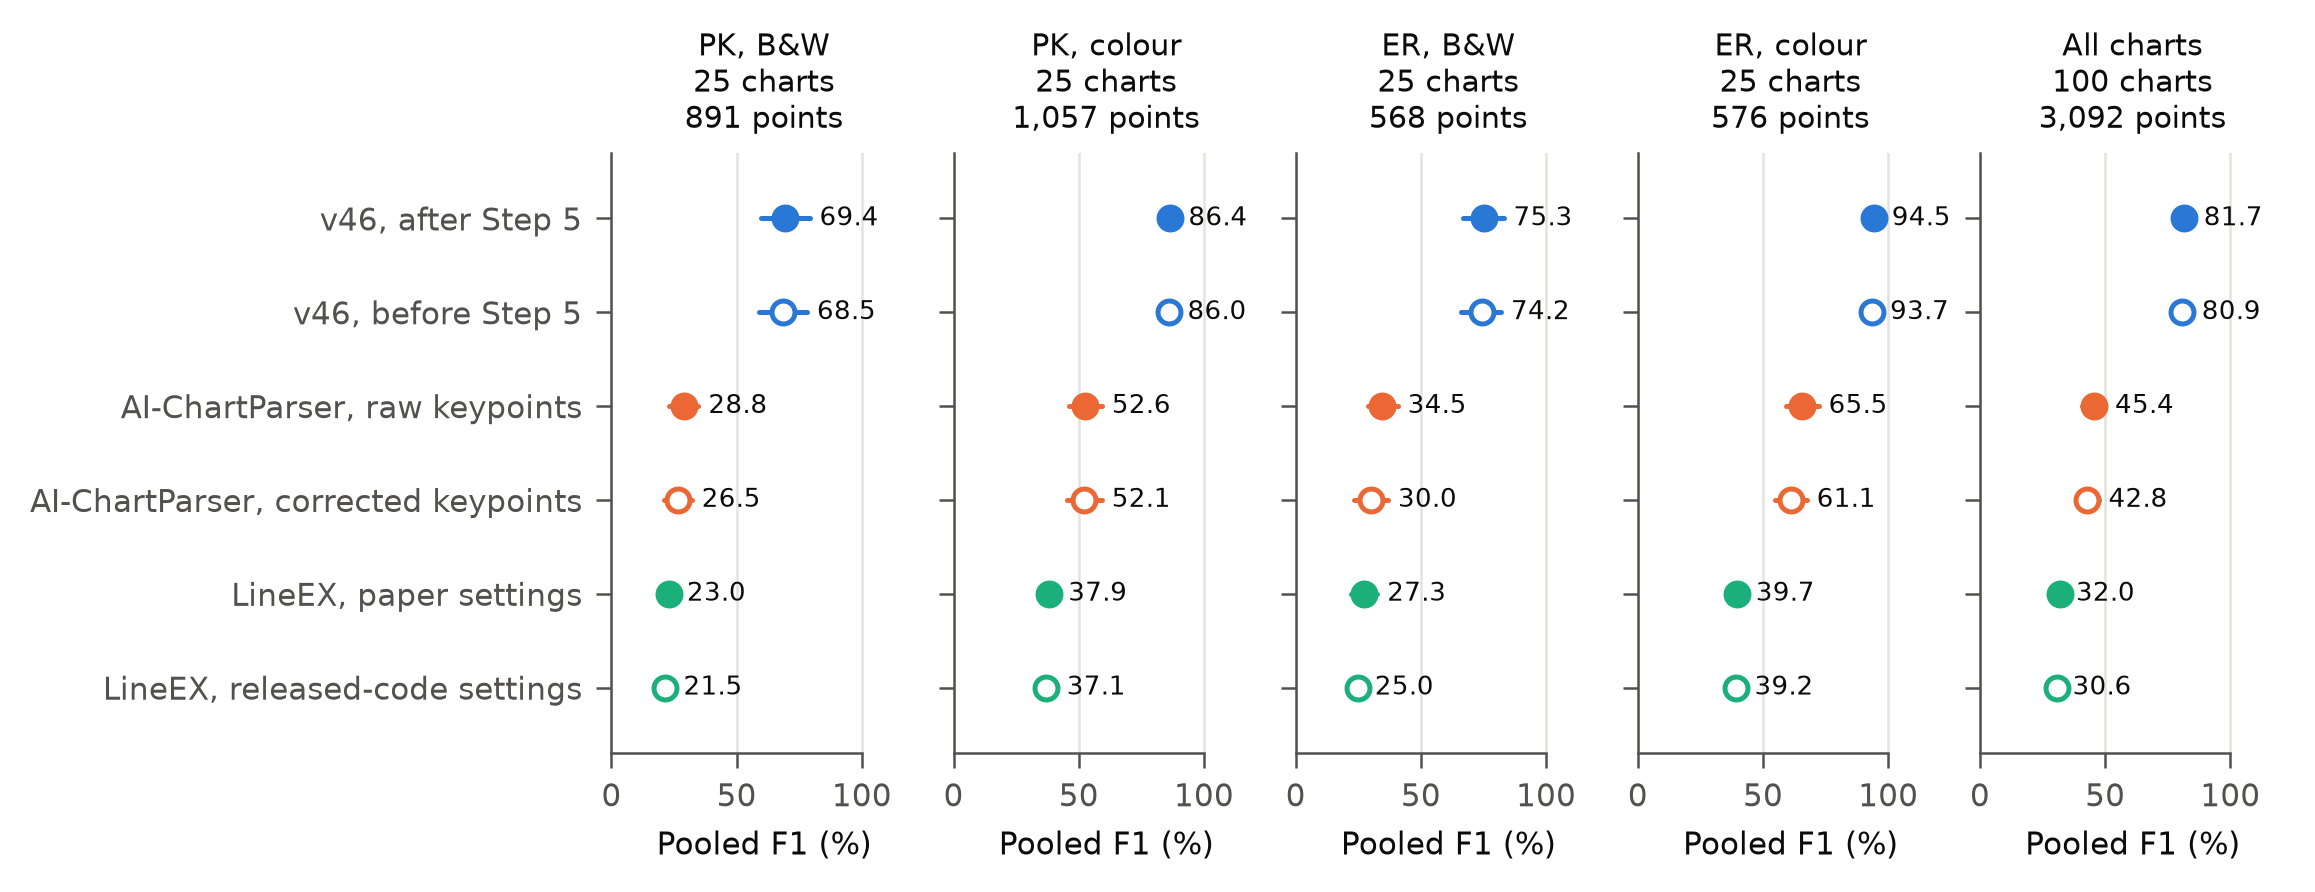 PK, B&W
25 charts
891 points
PK, colour
25 charts
1,057 points
ER, B&W
25 charts
568 points
ER, colour
25 charts
576 points
All charts
100 charts
3,092 points
v46, after Step 5
69.4
86.4
75.3
94.5
81.7
v46, before Step 5
68.5
86.0
74.2
93.7
80.9
AI-ChartParser, raw keypoints
28.8
52.6
34.5
65.5
45.4
AI-ChartParser, corrected keypoints
26.5
52.1
30.0
61.1
42.8
LineEX, paper settings
23.0
37.9
27.3
39.7
32.0
LineEX, released-code settings
21.5
37.1
25.0
39.2
30.6
0 50 100
0 50 100
0 50 100
0 50 100
0 50 100
Pooled F1 (%)
Pooled F1 (%)
Pooled F1 (%)
Pooled F1 (%)
Pooled F1 (%)